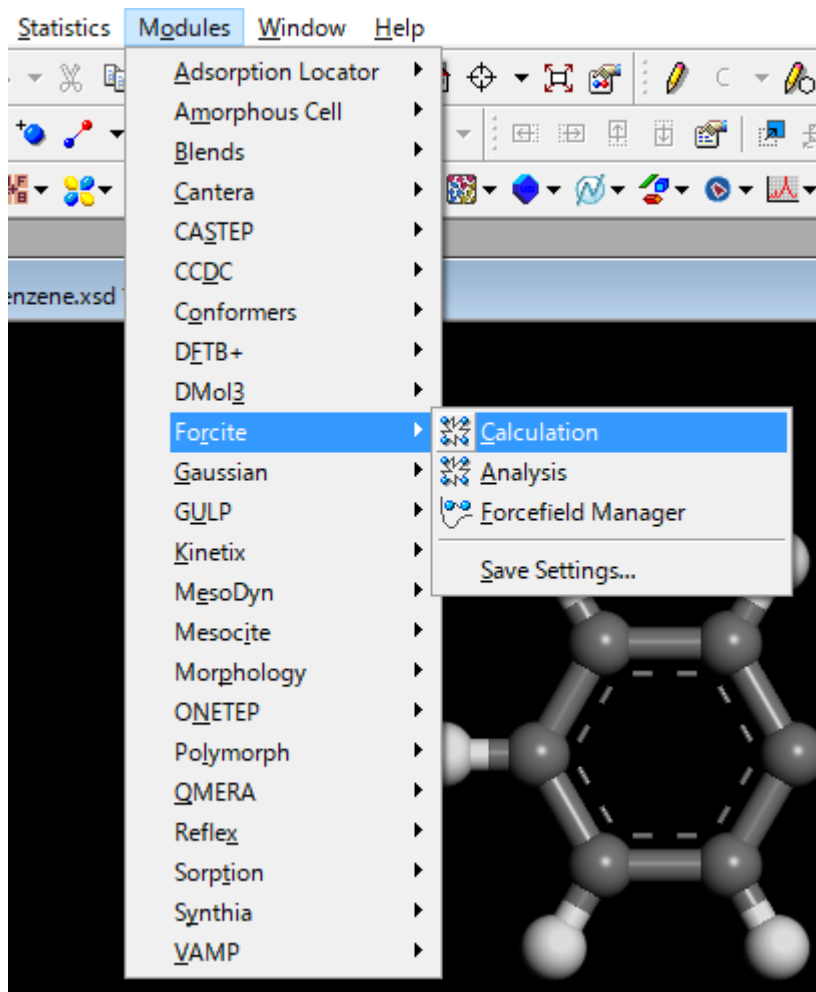 Statistics Modules Window Help
Adsorption Locator
Amorphous Cell
Blends
Cantera
CASTEP
CCDC
enzene.xsd
Conformers
DFTB+
DMol3
Forcite
Calculation
Gaussian
Analysis
GULP
Forcefield Manager
Kinetix
Save Settings...
MesoDyn
Mesocite
Morphology
ONETEP
Polymorph
QMERA
Reflex
Sorption
Synthia
VAMP